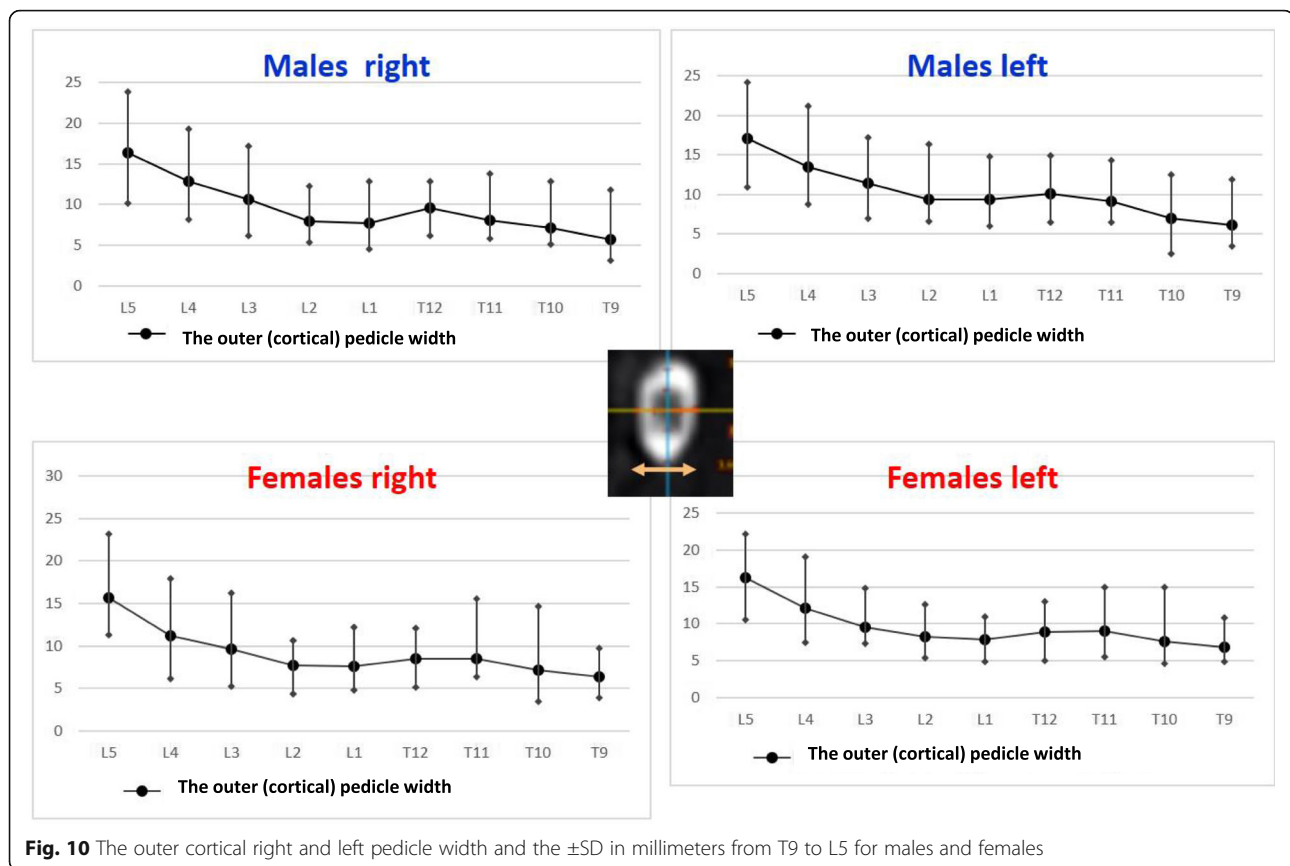 Males right
25
20
15
10
5
0
L5 L4 L3 L2 L1 T12 T11 T10 T9
The outer (cortical) pedicle width
Males left
25
20
15
10
5
0
L5 L4 L3 L2 L1 T12 T11 T10 T9
The outer (cortical) pedicle width
Females right
30
25
20
15
10
5
0
L5 L4 L3 L2 L1 T12 T11 T10 T9
The outer (cortical) pedicle width
Females left
25
20
15
10
5
0
L5 L4 L3 L2 L1 T12 T11 T10 T9
The outer (cortical) pedicle width
Fig. 10 The outer cortical right and left pedicle width and the ±SD in millimeters from T9 to L5 for males and females